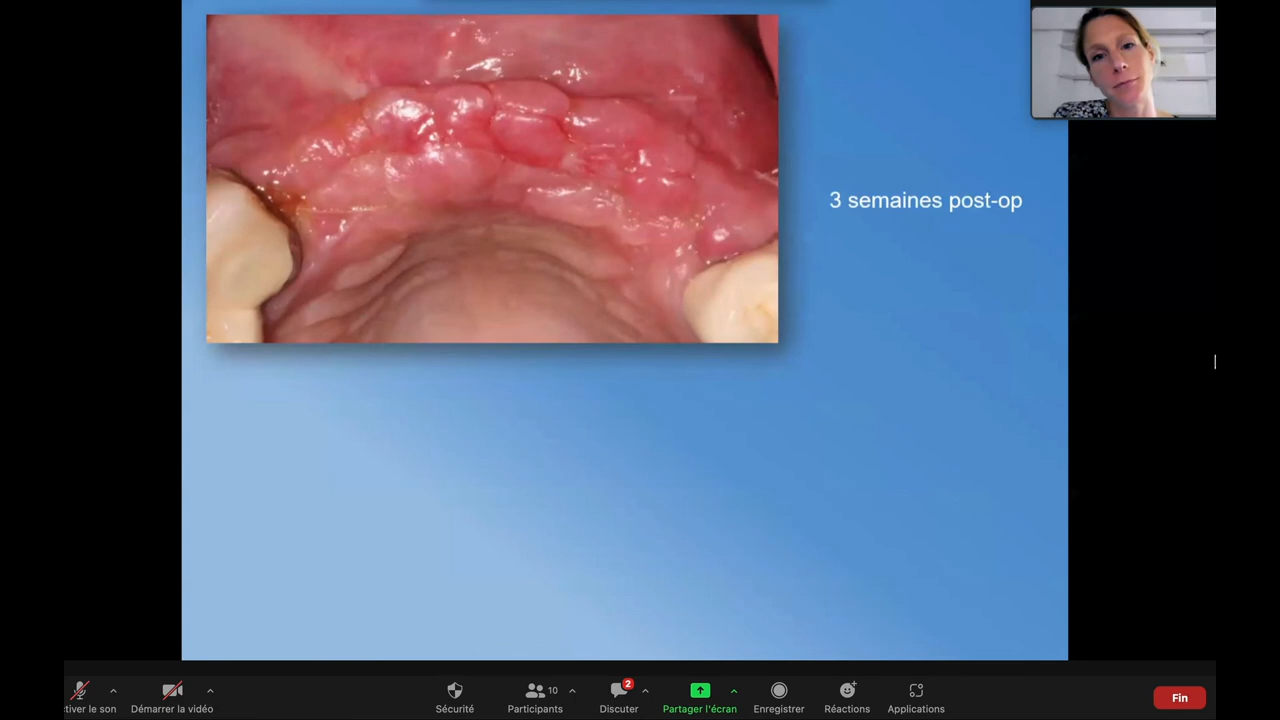 3 semaines post-op
10
2
tiver le son
Démarrer la vidéo
Sécurité
Participants
Discuter
Partager l'écran
Enregistrer
Réactions
Applications
Fin